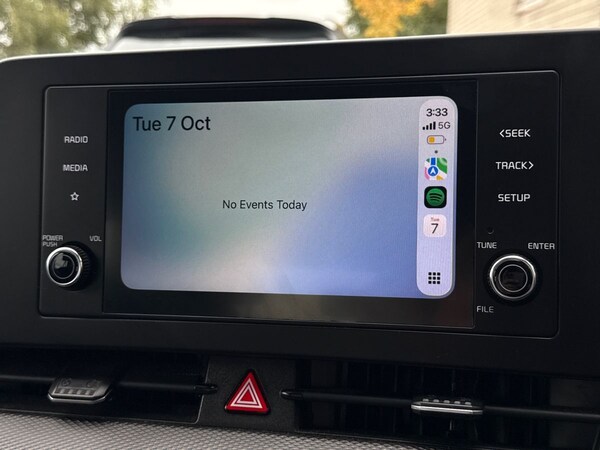 Tue 7 Oct
No Events Today
3:33
5G
Tue
7
RADIO
MEDIA
POWER
PUSH
VOL
<SEEK
TRACK>
SETUP
TUNE
ENTER
FILE